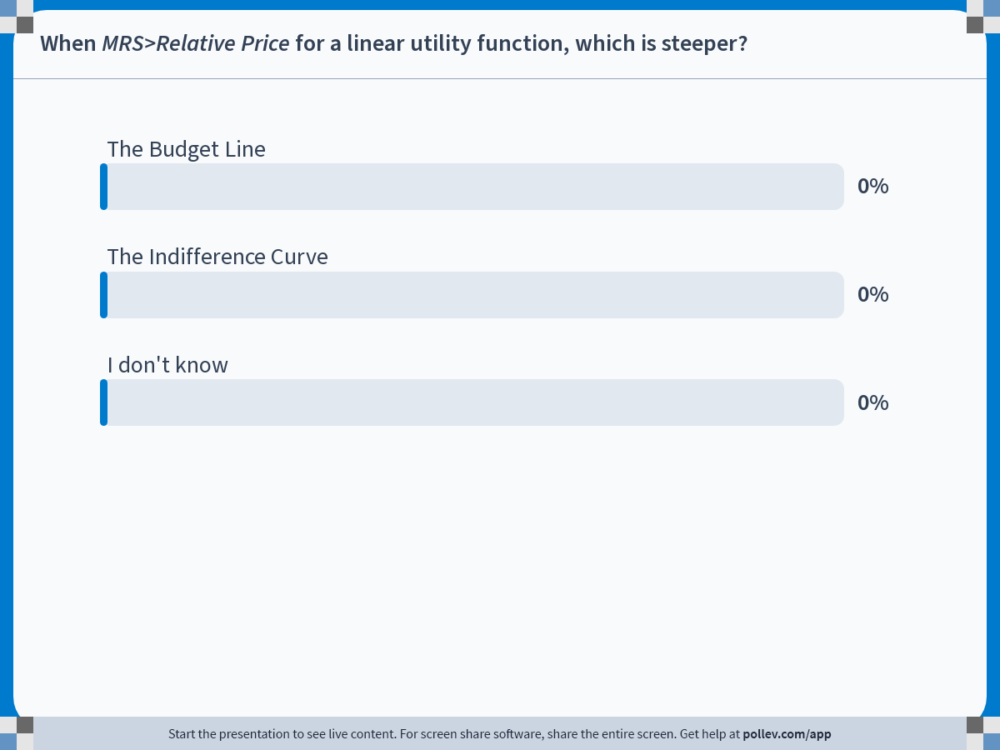 When MRS>Relative Price for a linear utility function, which is steeper?
The Budget Line
0%
The Indifference Curve
0%
I don't know
0%
Start the presentation to see live content. For screen share software, share the entire screen. Get help at pollev.com/app